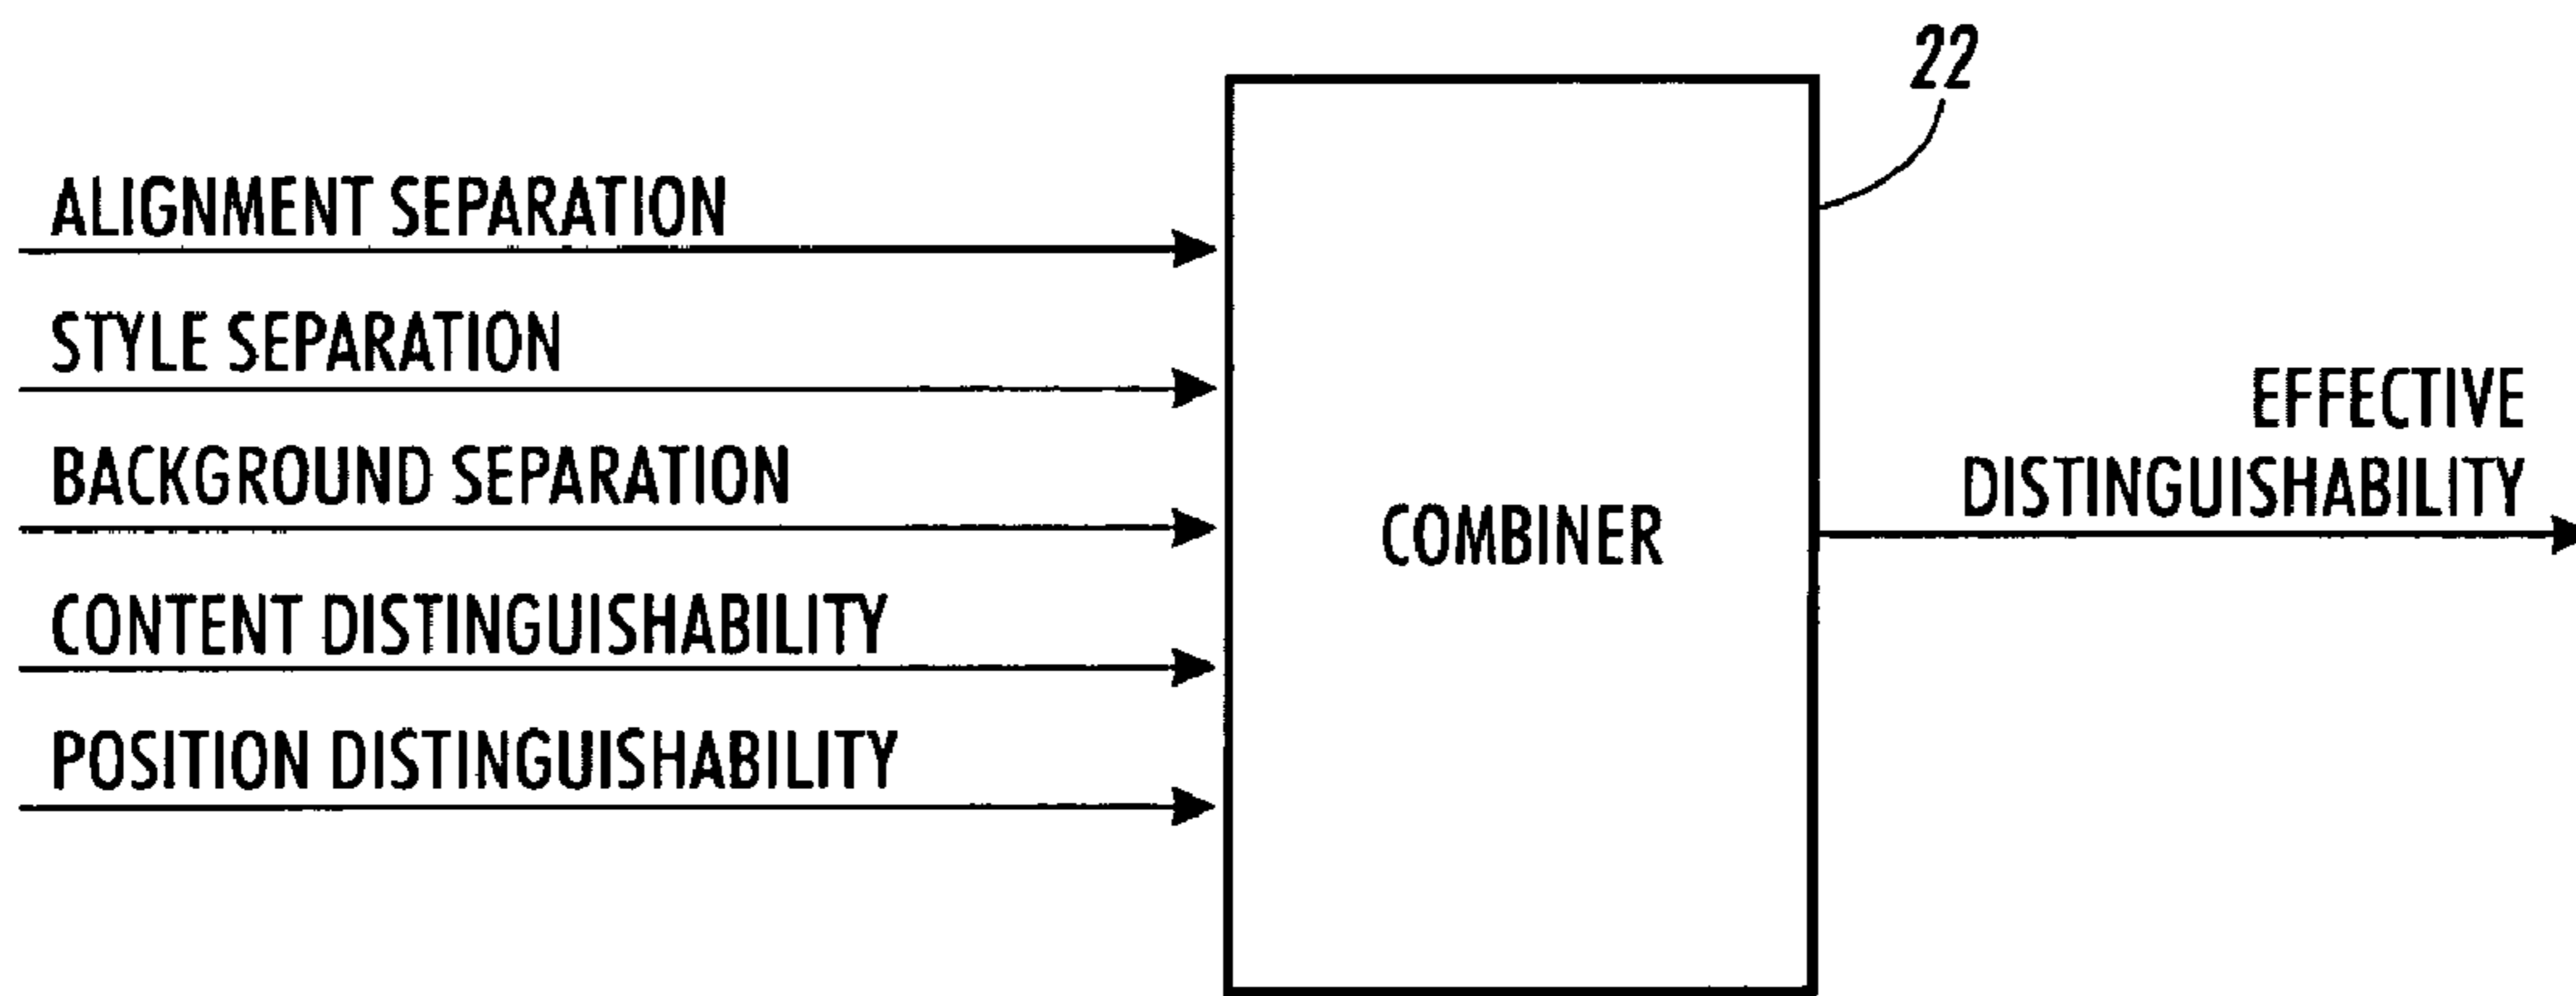 22
ALIGNMENT SEPARATION
STYLE SEPARATION
BACKGROUND SEPARATION
CONTENT DISTINGUISHABILITY
POSITION DISTINGUISHABILITY
COMBINER
EFFECTIVE
DISTINGUISHABILITY